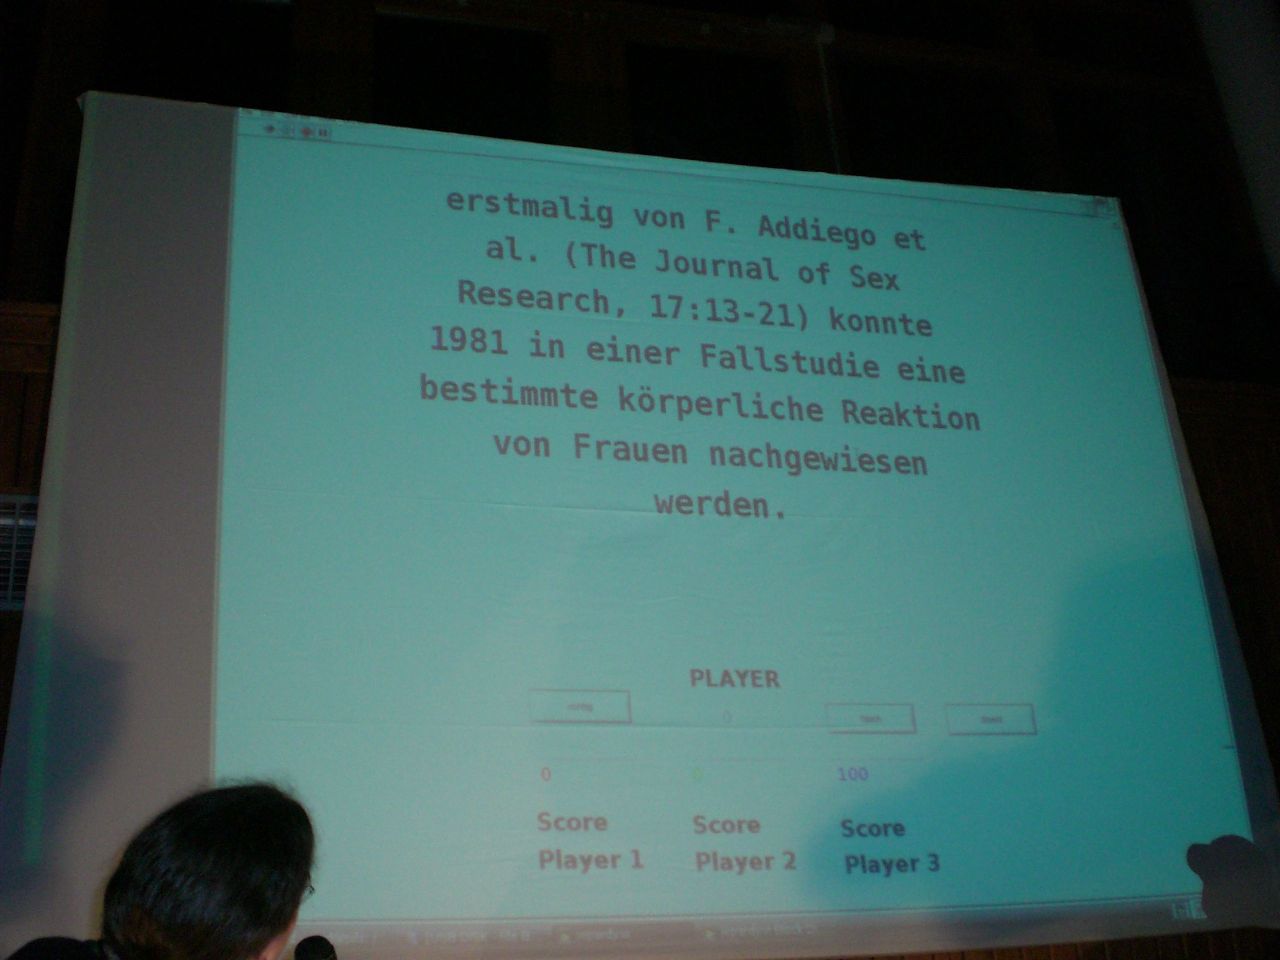 erstmalig von F. Addiego et
al. (The Journal of Sex
Research, 17:13-21) konnte
1981 in einer Fallstudie eine
bestimmte körperliche Reaktion
von Frauen nachgewiesen
werden.
PLAYER
0
0 0 100
Score Score Score
Player 1 Player 2 Player 3